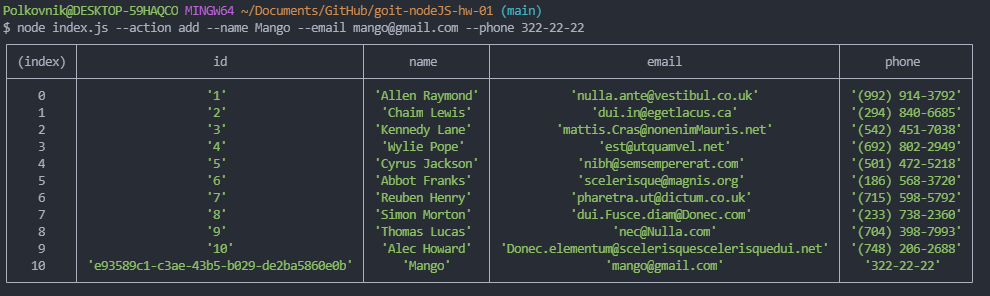 Polkovnik@DESKTOP-59HAQCO MINGW64 ~/Documents/GitHub/goit-nodeJS-hw-01 (main)
$ node index.js --action add --name Mango --email mango@gmail.com --phone 322-22-22
(index) id name email phone
0 '1' 'Allen Raymond' 'nulla.ante@vestibul.co.uk' '(992) 914-3792'
1 '2' 'Chaim Lewis' 'dui.in@egetlacus.ca' '(294) 840-6685'
2 '3' 'Kennedy Lane' 'mattis.Cras@nonenimMauris.net' '(542) 451-7038'
3 '4' 'Wylie Pope' 'est@utquamvel.net' '(692) 802-2949'
4 '5' 'Cyrus Jackson' 'nibh@semsempererat.com' '(501) 472-5218'
5 '6' 'Abbot Franks' 'scelerisque@magnis.org' '(186) 568-3720'
6 '7' 'Reuben Henry' 'pharetra.ut@dictum.co.uk' '(715) 598-5792'
7 '8' 'Simon Morton' 'dui.Fusce.diam@Donec.com' '(233) 738-2360'
8 '9' 'Thomas Lucas' 'nec@Nulla.com' '(704) 398-7993'
9 '10' 'Alec Howard' 'Donec.elementum@scelerisquescelerisquedui.net' '(748) 206-2688'
10 'e93589c1-c3ae-43b5-b029-de2ba5860e0b' 'Mango' 'mango@gmail.com' '322-22-22'